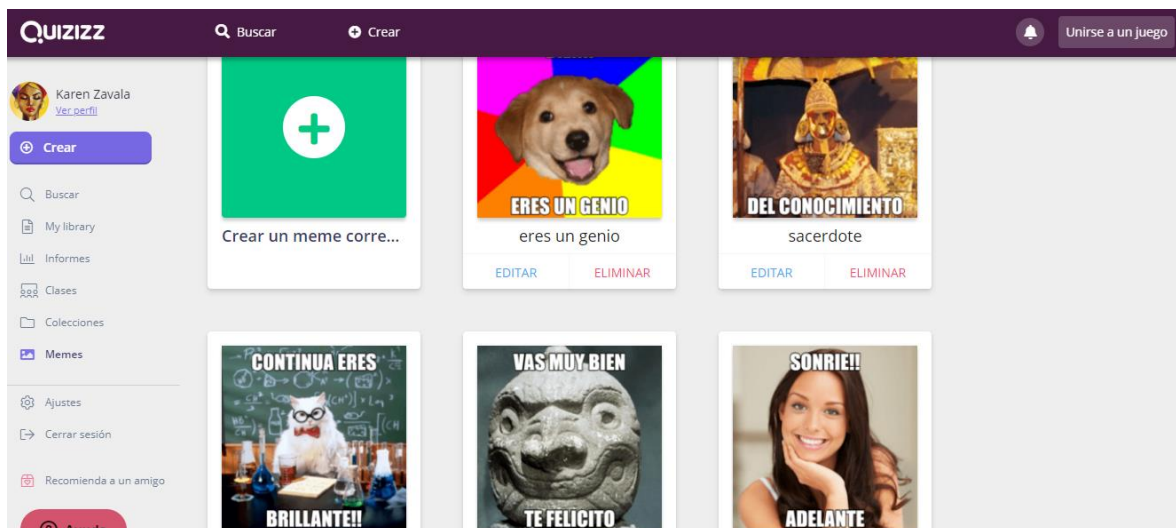 QUIZIZZ
Buscar
Crear
Unirse a un juego
Karen Zavala
Ver perfil
Crear
Buscar
My library
Informes
Clases
Colecciones
Memes
Ajustes
Cerrar sesión
Recomienda a un amigo
Crear un meme corre...
ERES UN GENIO
eres un genio
EDITAR
ELIMINAR
DEL CONOCIMIENTO
sacerdote
EDITAR
ELIMINAR
CONTINUA ERES
BRILLANTE!!
VAS MUY BIEN
TE FELICITO
SONRIE!!
ADELANTE